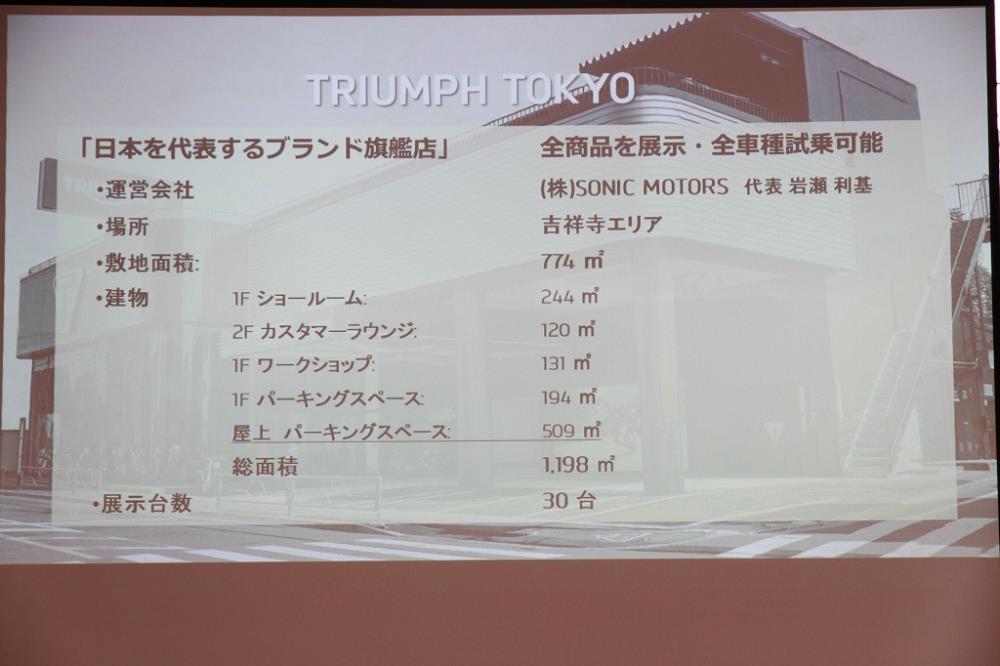 TRIUMPH TOKYO
「日本を代表するブランド旗艦店」 全商品を展示・全車種試乗可能
・運営会社 (株)SONIC MOTORS 代表 岩瀬 利基
・場所 吉祥寺エリア
・敷地面積: 774 ㎡
・建物 1F ショールーム: 244 ㎡
2F カスタマーラウンジ: 120 ㎡
1F ワークショップ: 131 ㎡
1F パーキングスペース: 194 ㎡
屋上 パーキングスペース: 509 ㎡
総面積 1,198 ㎡
・展示台数 30 台